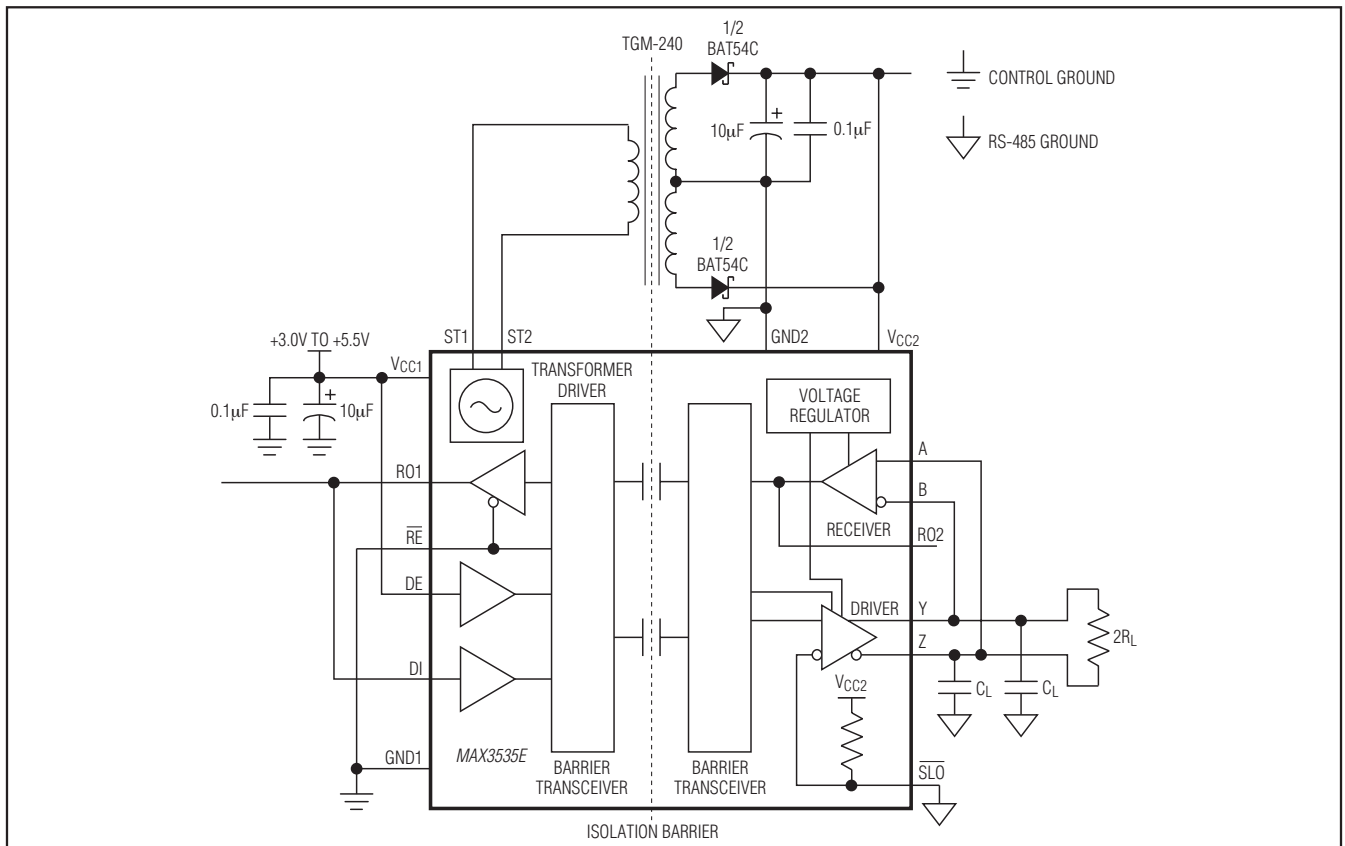 1/2
BAT54C
TGM-240
CONTROL GROUND
10µF
+
0.1µF
RS-485 GROUND
1/2
BAT54C
+3.0V TO +5.5V
ST1
ST2
GND2
VCC2
VCC1
TRANSFORMER
DRIVER
VOLTAGE
REGULATOR
0.1µF
+
10µF
A
RO1
B
RECEIVER
RE
RO2
DE
DRIVER
Y
Z
2RL
DI
VCC2
CL
CL
GND1
MAX3535E
BARRIER
TRANSCEIVER
BARRIER
TRANSCEIVER
SLO
ISOLATION BARRIER